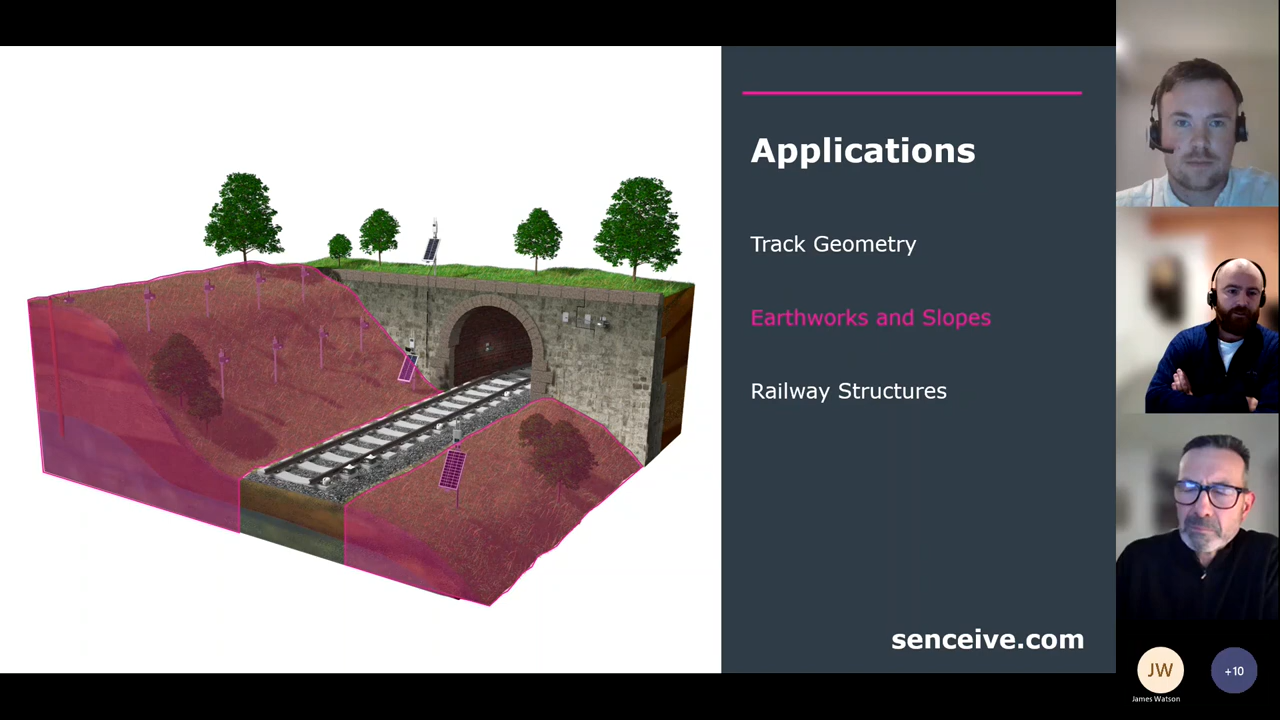 Applications
Track Geometry
Earthworks and Slopes
Railway Structures
senceive.com
JW
James Watson
+10